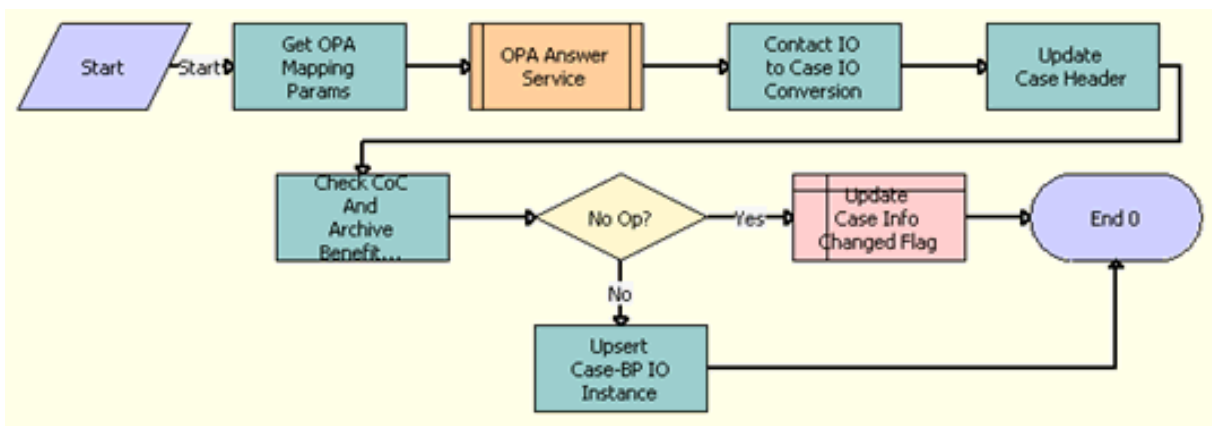 Start
Start
Get OPA
Mapping
Params
OPA Answer
Service
Contact IO
to Case IO
Conversion
Update
Case Header
Check CoC
And
Archive
Benefit...
No Op?
Yes
Update
Case Info
Changed Flag
End 0
No
Upsert
Case-BP IO
Instance